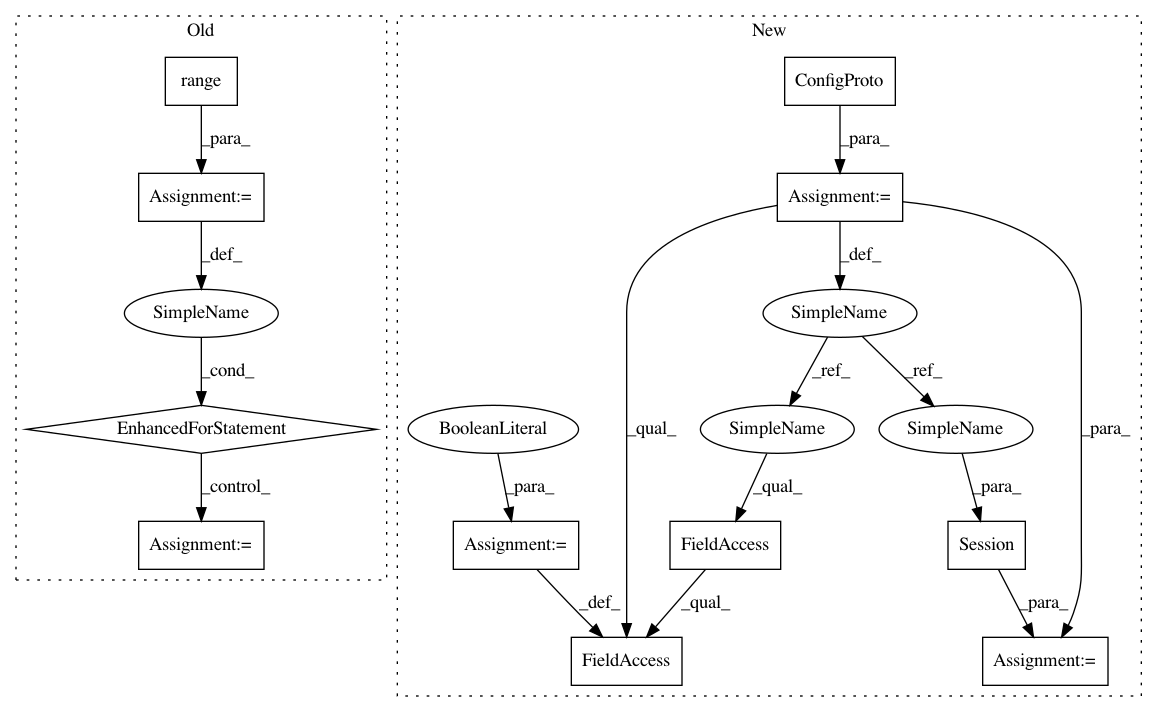 Old
New
range
ConfigProto
_para_
_para_
Assignment:=
Assignment:=
_def_
_def_
SimpleName
SimpleName
_cond_
_ref_
_ref_
EnhancedForStatement
BooleanLiteral
_qual_
SimpleName
SimpleName
_para_
_control_
_para_
_qual_
_para_
Assignment:=
Assignment:=
FieldAccess
Session
_def_
_qual_
_para_
FieldAccess
Assignment:=